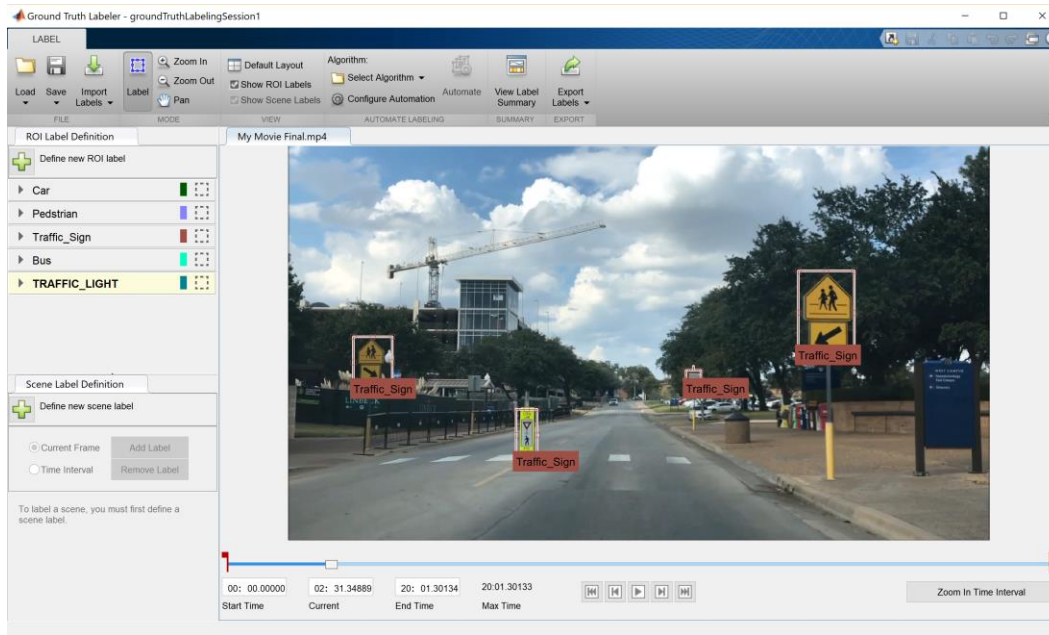 Ground Truth Labeler - groundTruthLabelingSession1
LABEL
Load
Save
Import
Labels
Label
Zoom In
Zoom Out
Pan
Default Layout
Show ROI Labels
Show Scene Labels
Algorithm:
Select Algorithm
Configure Automation
Automate
View Label
Summary
Export
Labels
FILE
MODE
VIEW
AUTOMATE LABELING
SUMMARY
EXPORT
ROI Label Definition
My Movie Final.mp4
Define new ROI label
Car
Pedstrian
Traffic_Sign
Bus
TRAFFIC_LIGHT
Traffic_Sign
Traffic_Sign
Traffic_Sign
Traffic_Sign
Scene Label Definition
Define new scene
label
Current Frame
Add Label
Time Interval
Remove Label
To label a scene, you must first define a
scene label.
00: 00.00000
02: 31.34889
20: 01.30134
20:01.30133
Start Time
Current
End Time
Max Time
Zoom In Time Interval